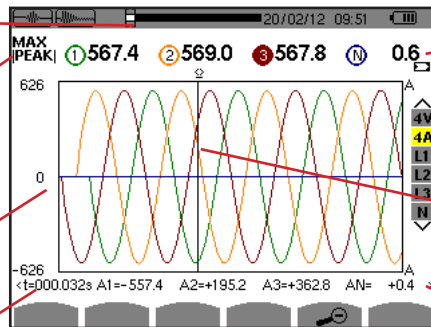 20/02/12 09:51
MAX
|PEAK| 1 567.4 2 569.0 3 567.8 N 0.6
626 A
0
-626 A
4V
4A
L1
L2
L3
N
<t=000.032s A1=-557.4 A2=+195.2 A3=+362.8 AN= +0.4